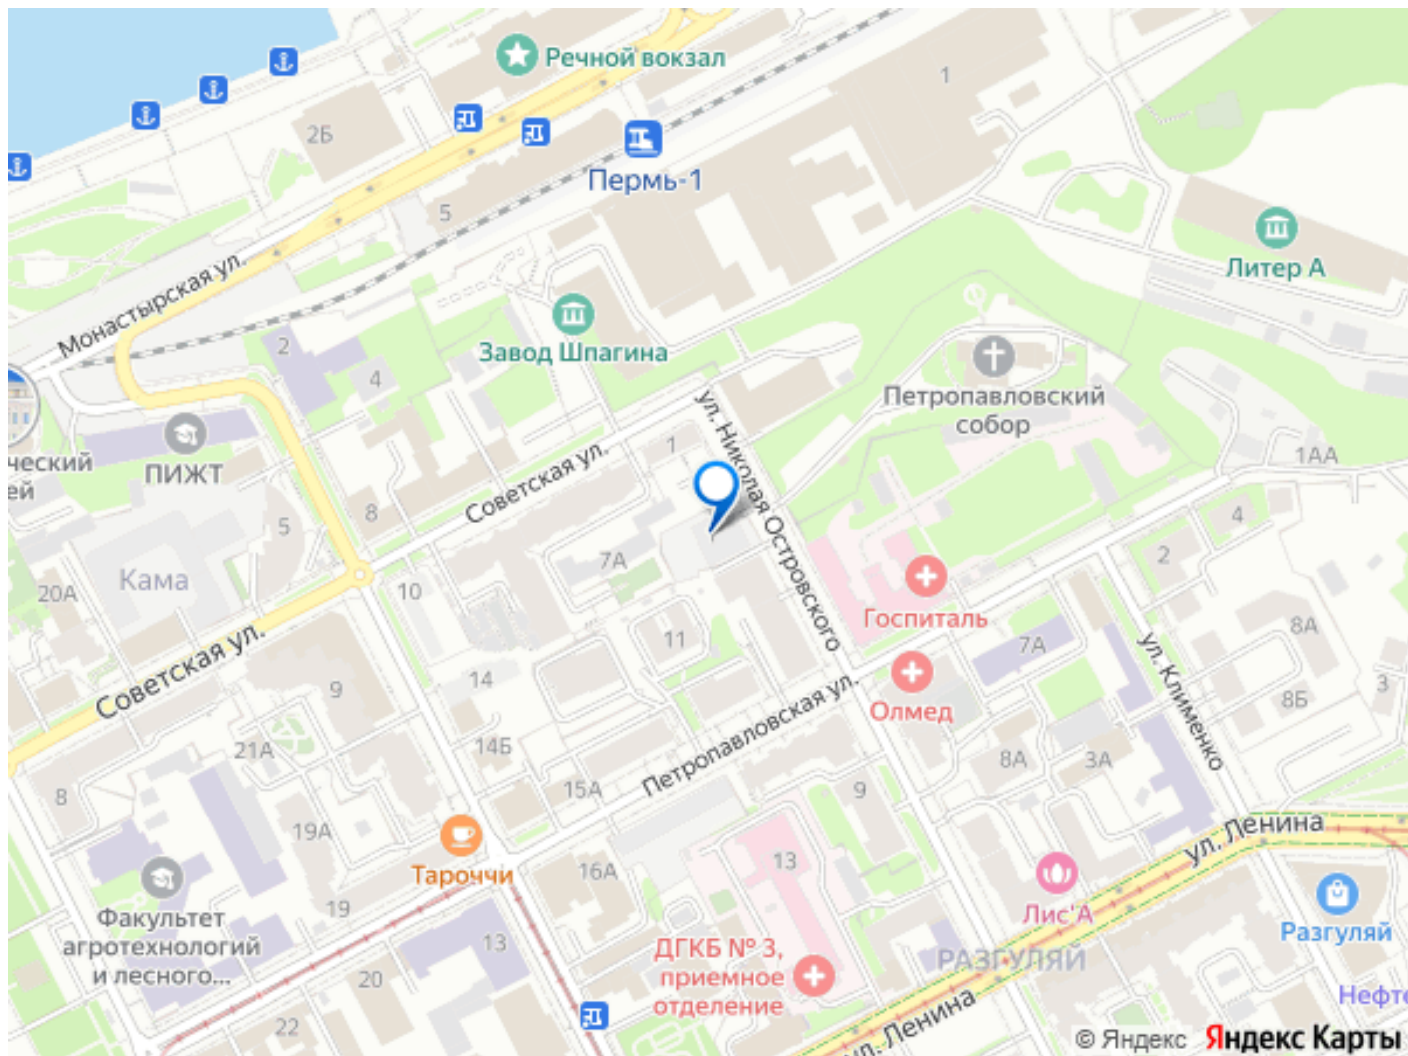 Речной вокзал
1
2Б
Пермь-1
5
Литер А
Монастырская ул.
Завод Шпагина
2
4
Петропавловский
собор
ул. Николая Островского
ческий
ей
ПИЖТ
1
1АА
Советская ул.
8
5
4
2
7А
Кама
20А
10
Госпиталь
8А
7А
11
Советская ул.
ул. Клименко
14
9
Олмед
3
8Б
Петропавловская ул.
14Б
21А
8А
3А
15А
9
8
19А
ул. Ленина
Тароччи
16А
13
Лис'А
19
Факультет
агротехнологий
и лесного...
13
Разгуляй
ДГКБ № 3,
приемное
отделение
РАЗГУЛЯЙ
20
Нефте
22
ул. Ленина
© Яндекс Яндекс Карты